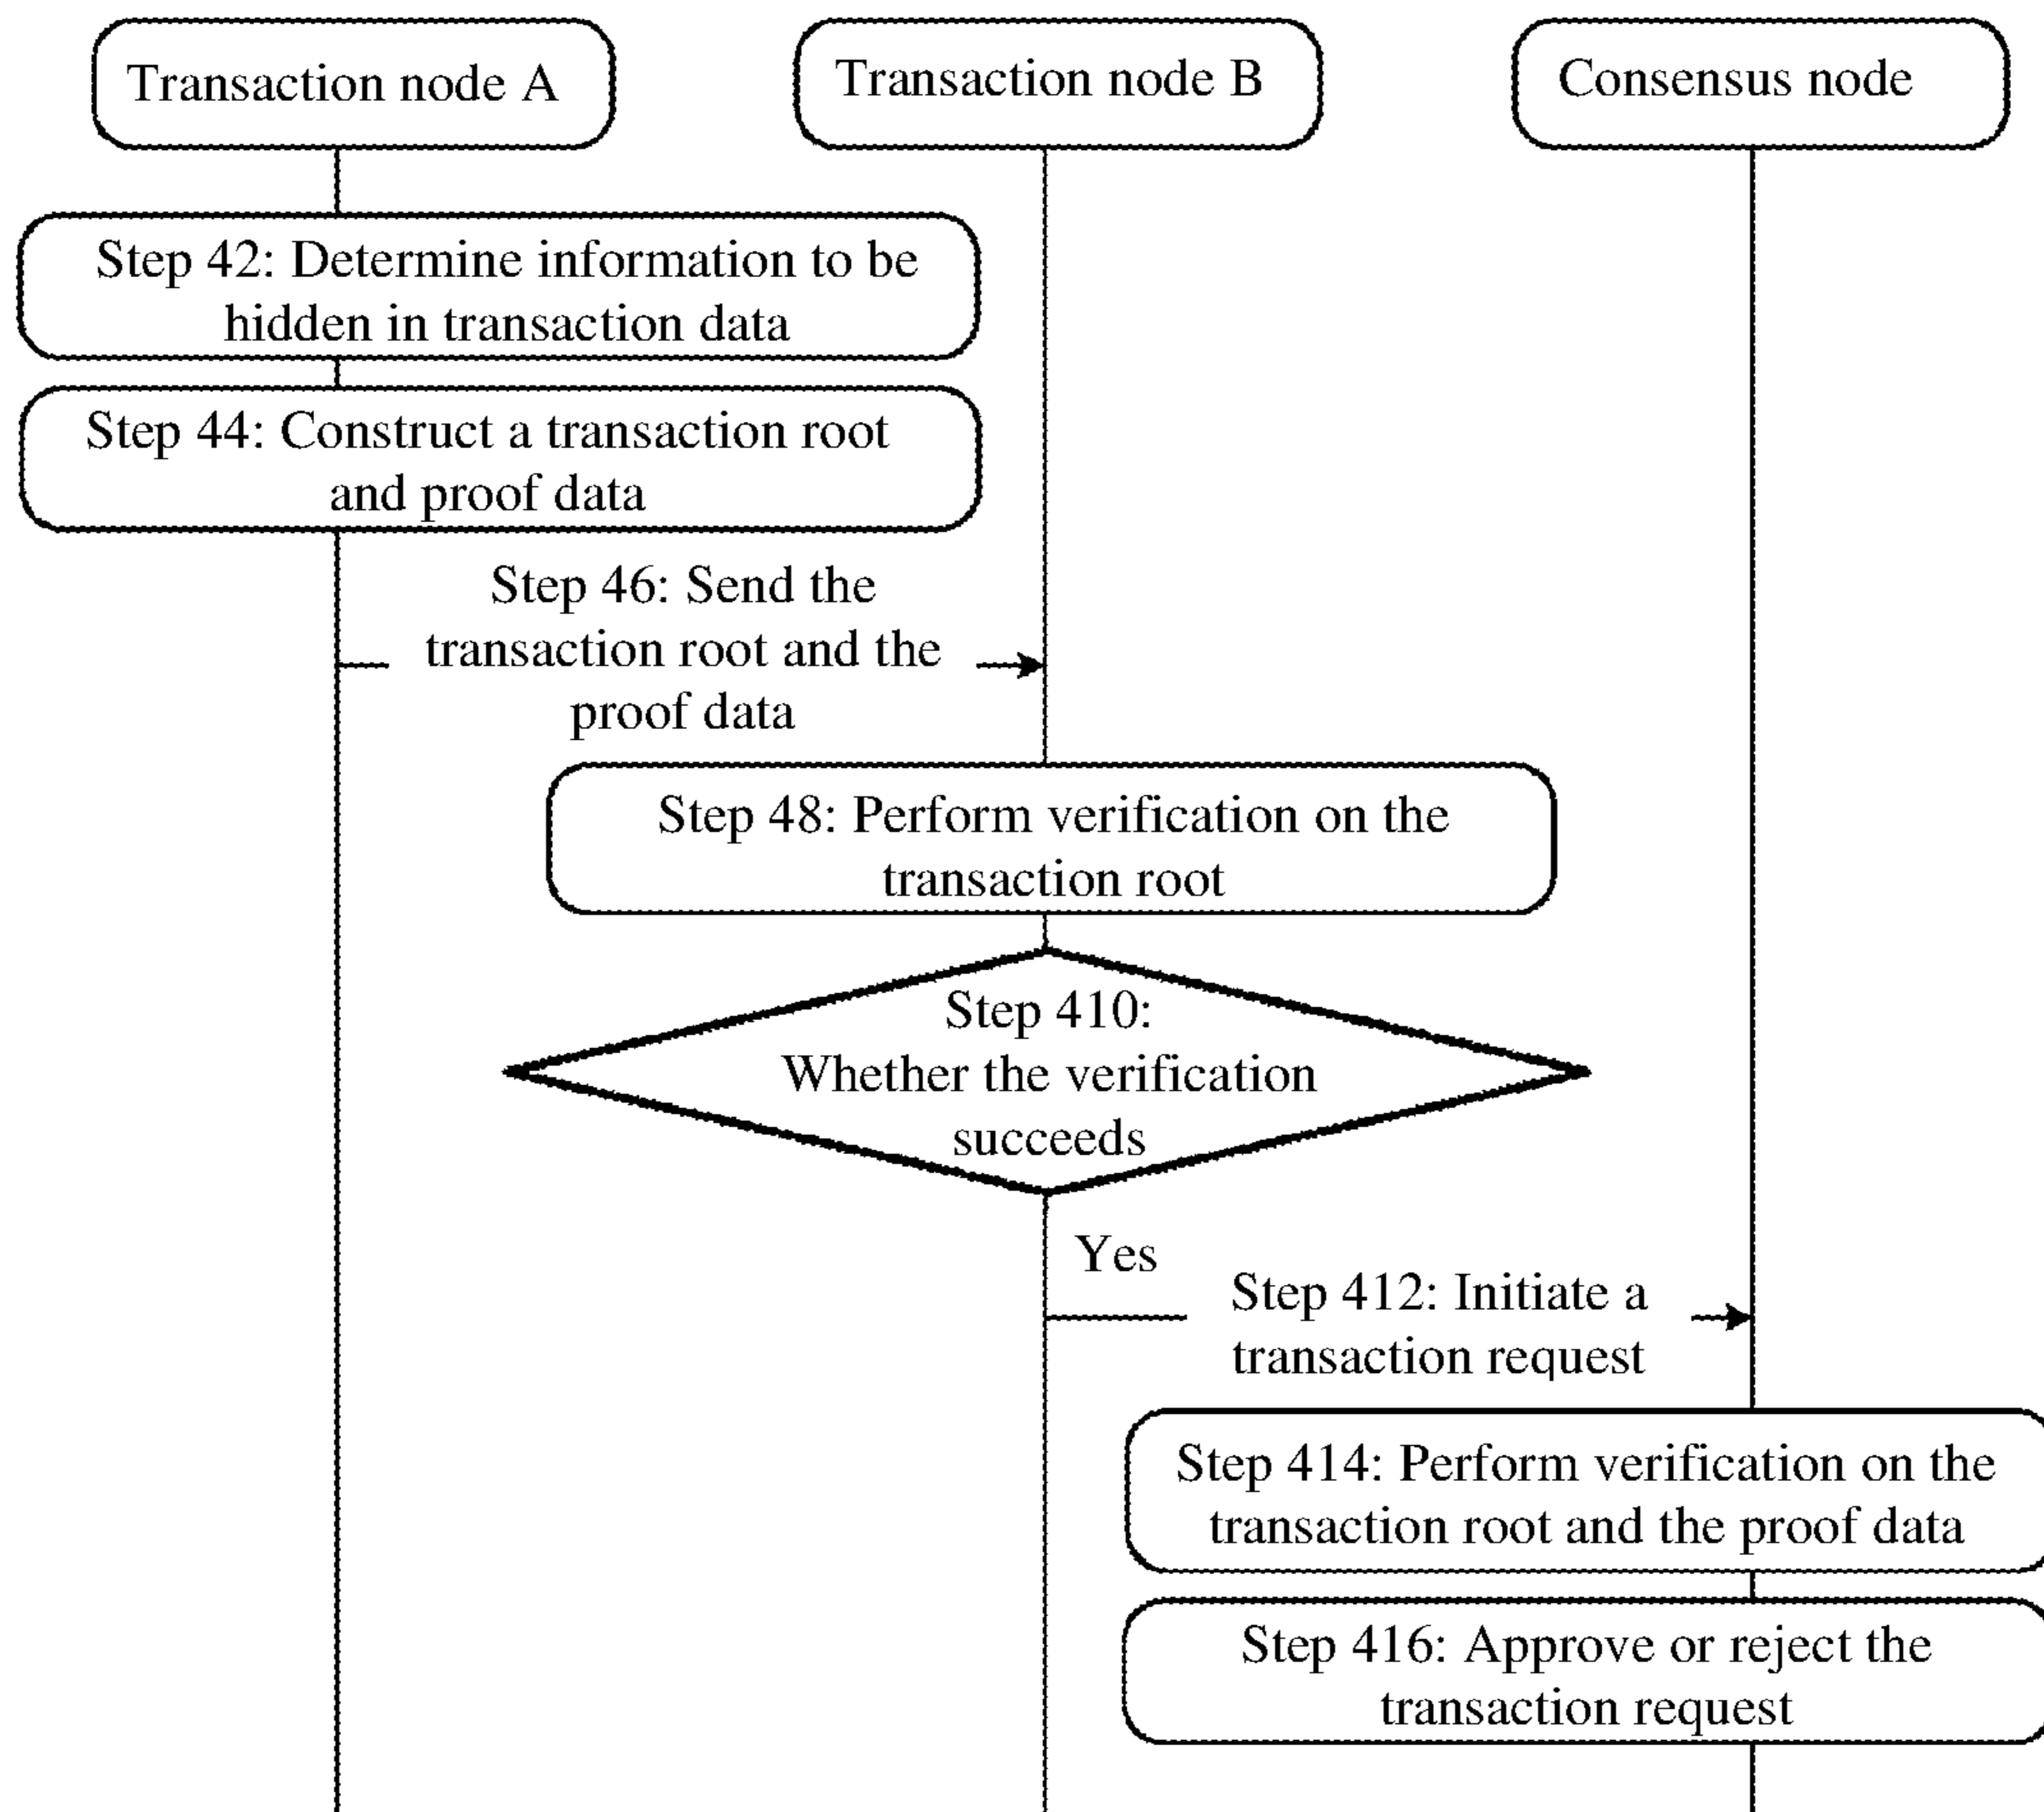 Transaction node A
Transaction node B
Consensus node
Step 42: Determine information to be
hidden in transaction data
Step 44: Construct a transaction root
and proof data
Step 46: Send the
transaction root and the
proof data
Step 48: Perform verification on the
transaction root
Step 410:
Whether the verification
succeeds
Yes
Step 412: Initiate a
transaction request
Step 414: Perform verification on the
transaction root and the proof data
Step 416: Approve or reject the
transaction request